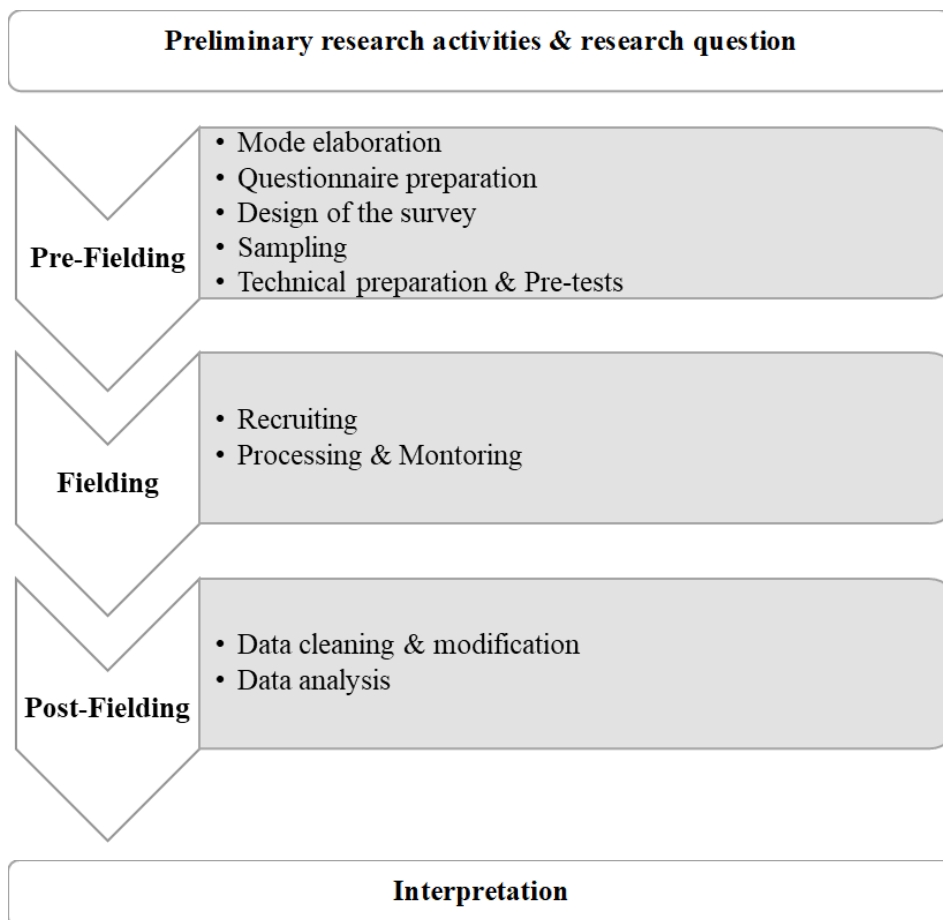 Preliminary research activities & research question
Pre-Fielding
• Mode elaboration
• Questionnaire preparation
• Design of the survey
• Sampling
• Technical preparation & Pre-tests
Fielding
• Recruiting
• Processing & Montoring
Post-Fielding
• Data cleaning & modification
• Data analysis
Interpretation